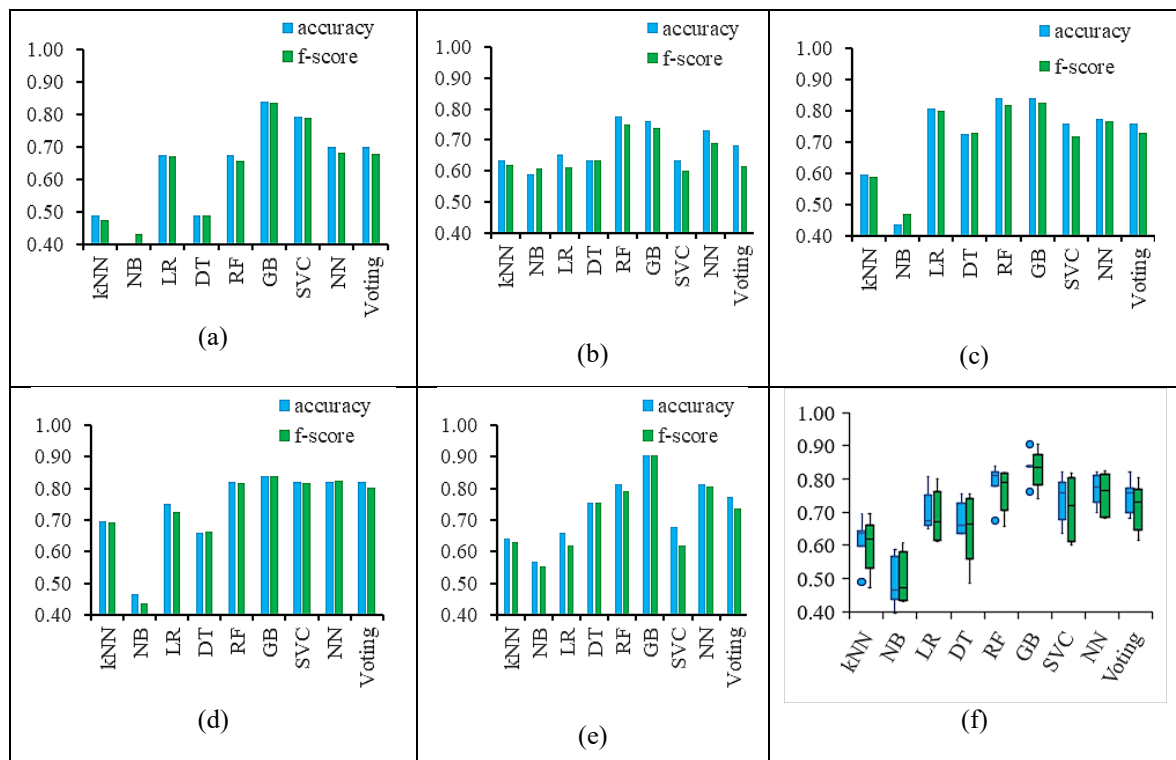 accuracy
f-score
1.00
0.90
0.80
0.70
0.60
0.50
0.40
kNN
NB
LR
DT
RF
GB
SVC
NN
Voting
(a)
accuracy
f-score
1.00
0.90
0.80
0.70
0.60
0.50
0.40
kNN
NB
LR
DT
RF
GB
SVC
NN
Voting
(b)
accuracy
f-score
1.00
0.90
0.80
0.70
0.60
0.50
0.40
kNN
NB
LR
DT
RF
GB
SVC
NN
Voting
(c)
accuracy
f-score
1.00
0.90
0.80
0.70
0.60
0.50
0.40
kNN
NB
LR
DT
RF
GB
SVC
NN
Voting
(d)
accuracy
f-score
1.00
0.90
0.80
0.70
0.60
0.50
0.40
kNN
NB
LR
DT
RF
GB
SVC
NN
Voting
(e)
1.00
0.90
0.80
0.70
0.60
0.50
0.40
kNN
NB
LR
DT
RF
GB
SVC
NN
Voting
(f)